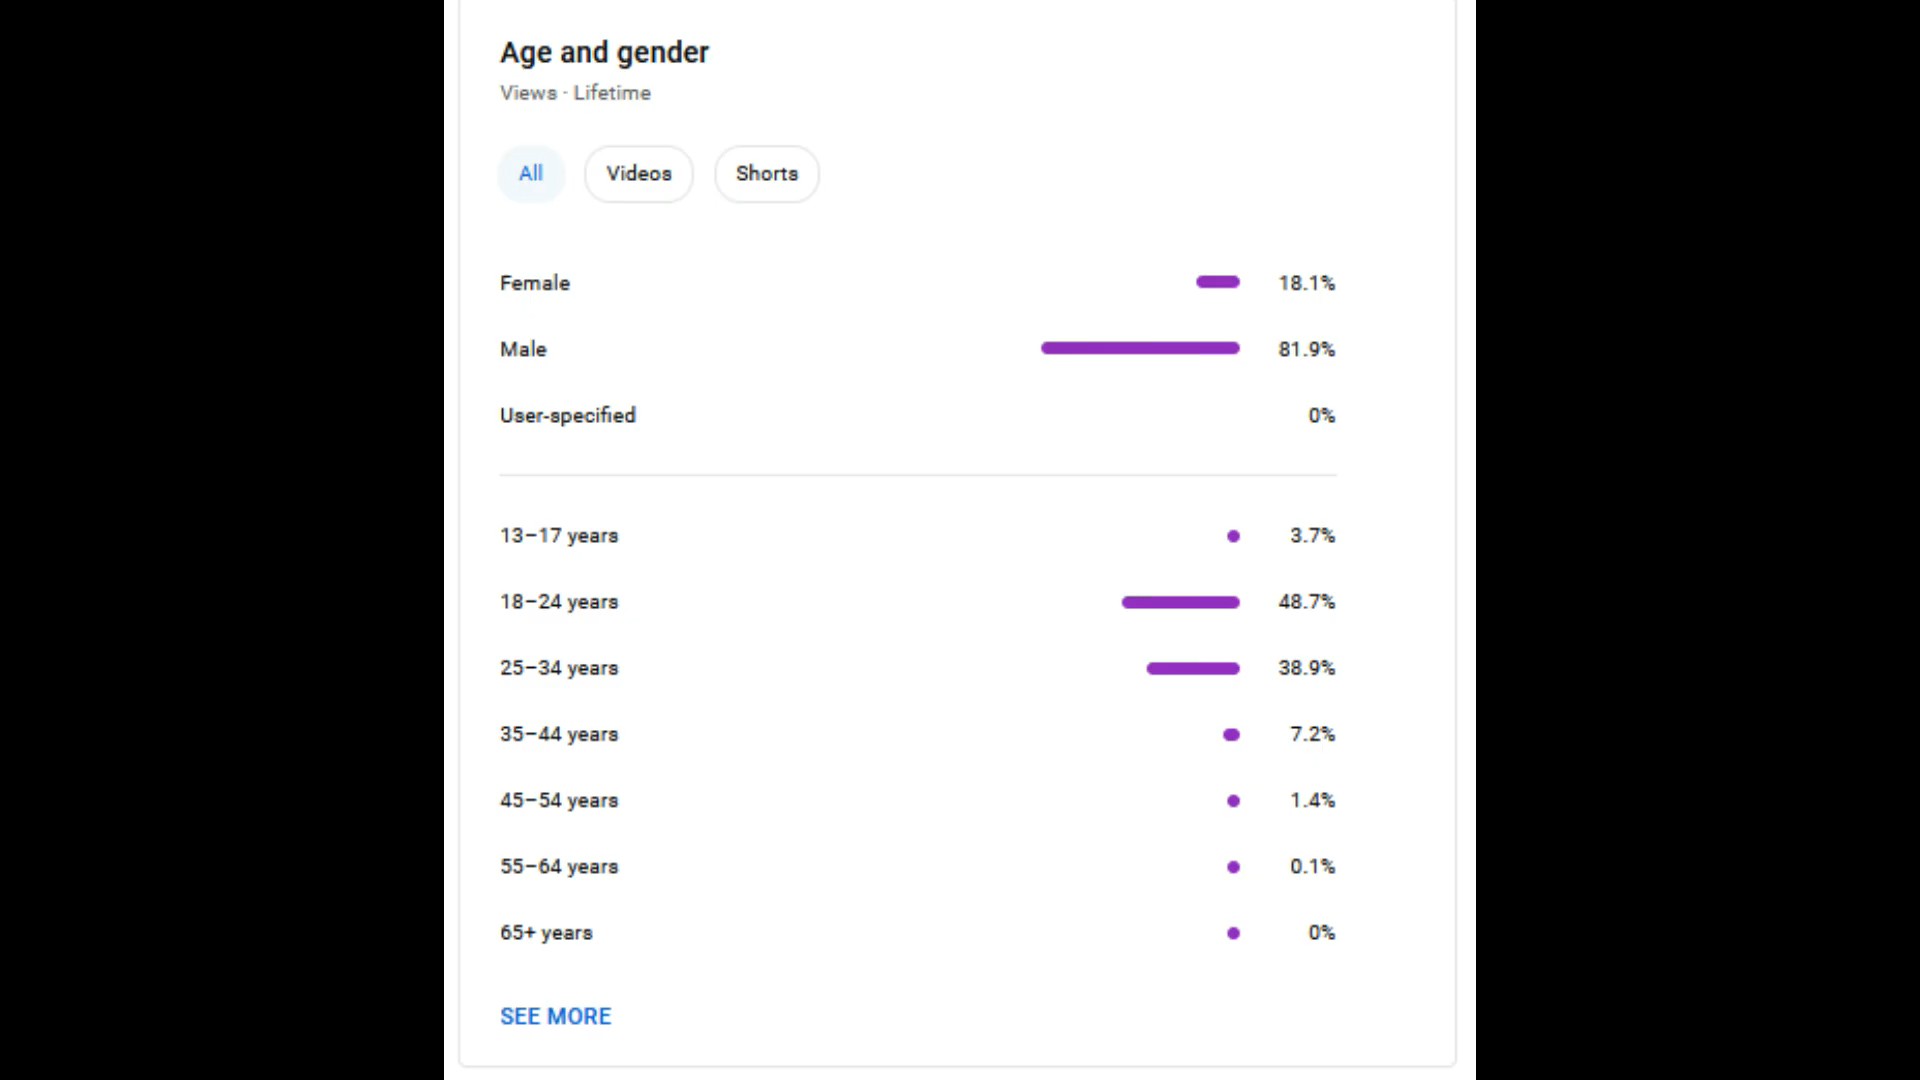 Age and gender
Views · Lifetime
All Videos Shorts
Female 18.1%
Male 81.9%
User-specified 0%
13–17 years 3.7%
18–24 years 48.7%
25–34 years 38.9%
35–44 years 7.2%
45–54 years 1.4%
55–64 years 0.1%
65+ years 0%
SEE MORE